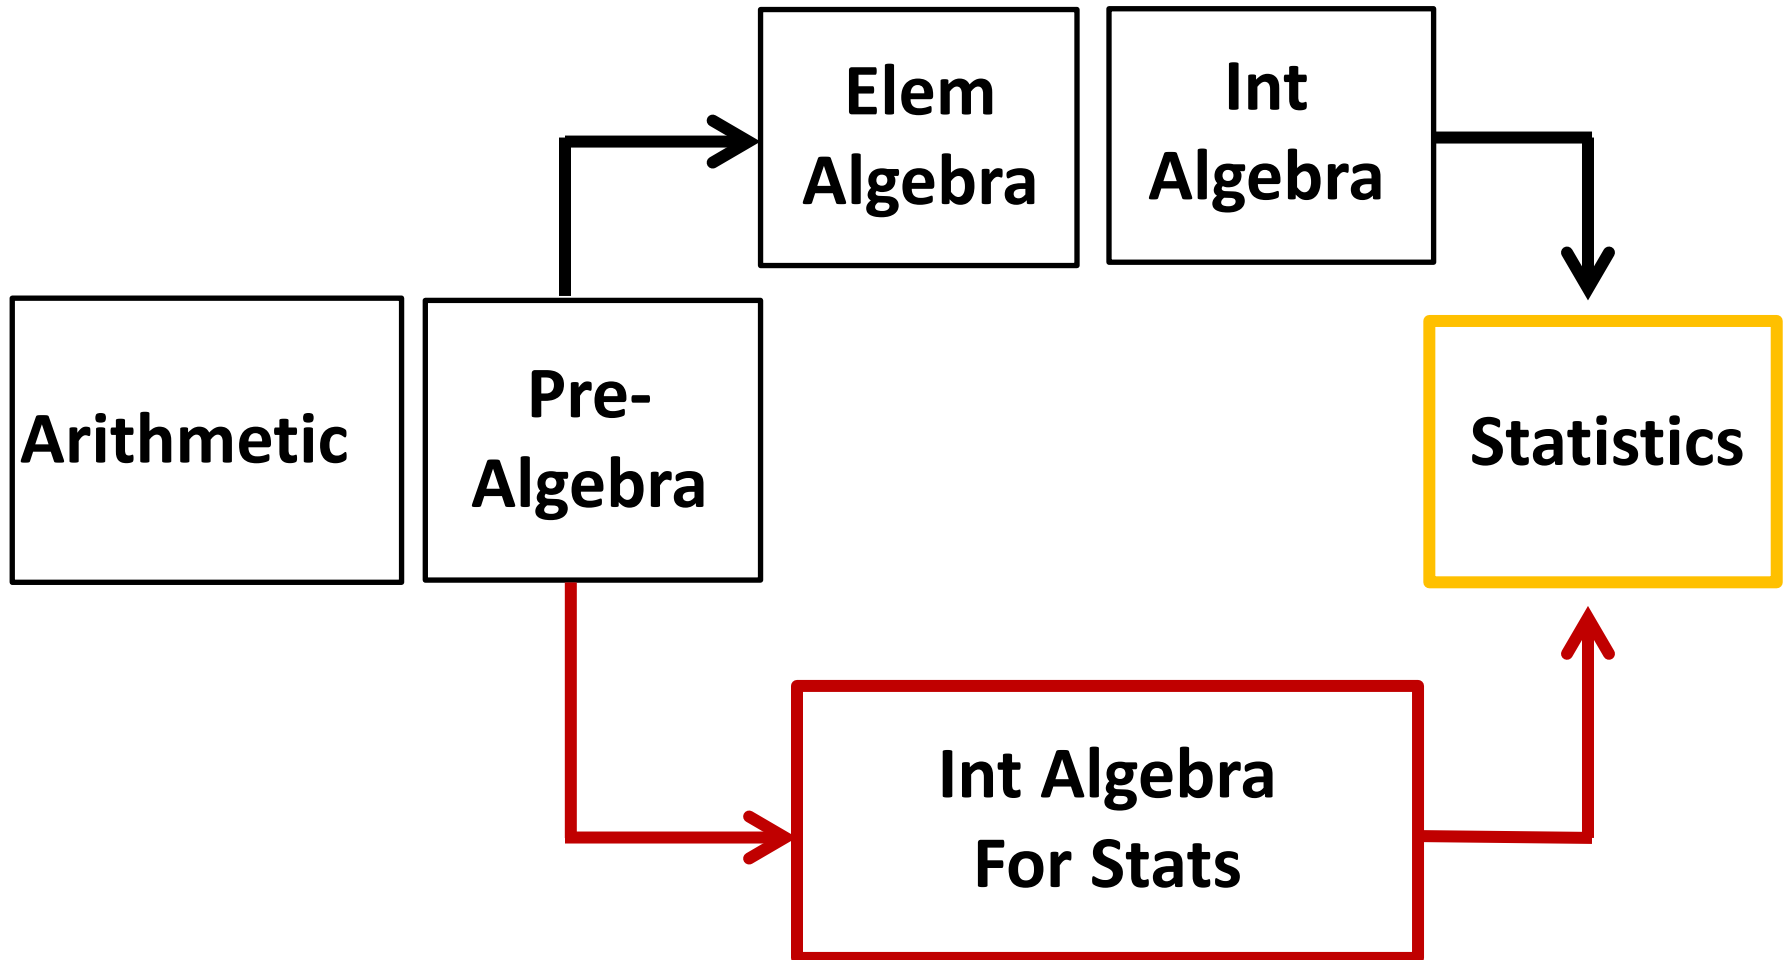 Elem
Algebra
Int
Algebra
Arithmetic
Pre-
Algebra
Statistics
Int Algebra
For Stats